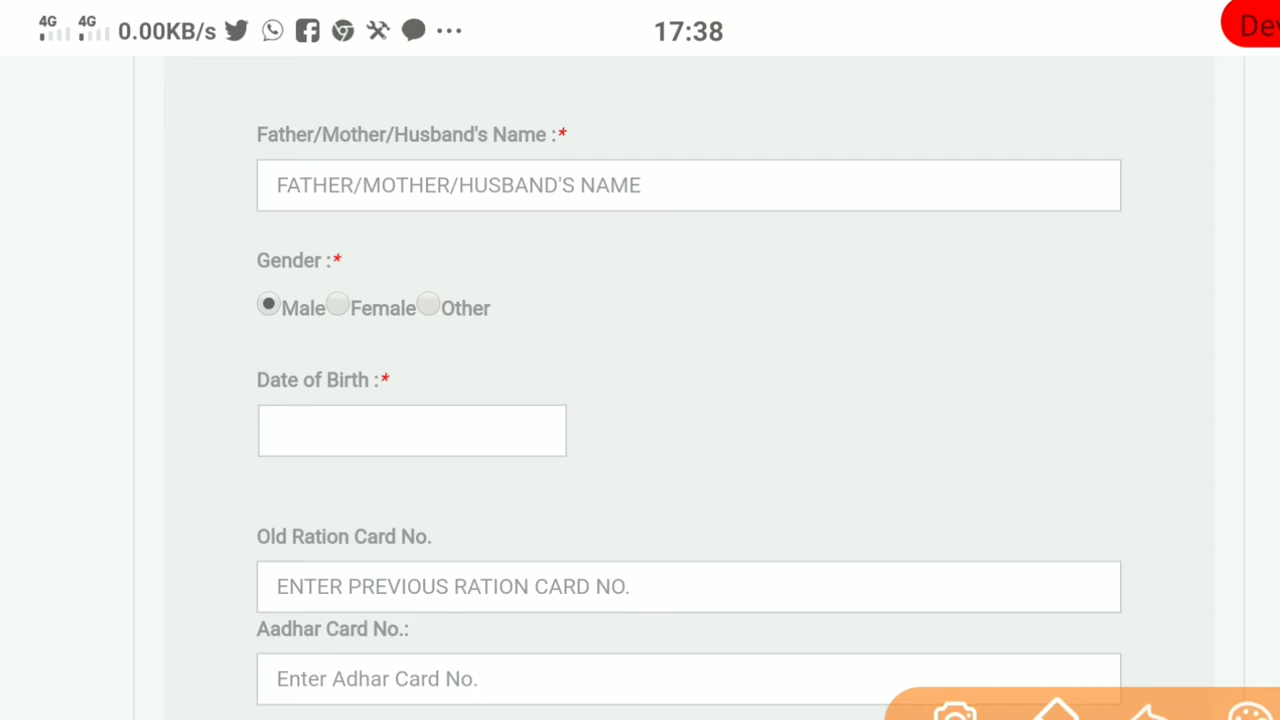 4G 4G 0.00KB/s 17:38
Father/Mother/Husband's Name :*
FATHER/MOTHER/HUSBAND'S NAME
Gender :*
Male Female Other
Date of Birth :*
Old Ration Card No.
ENTER PREVIOUS RATION CARD NO.
Aadhar Card No.:
Enter Adhar Card No.